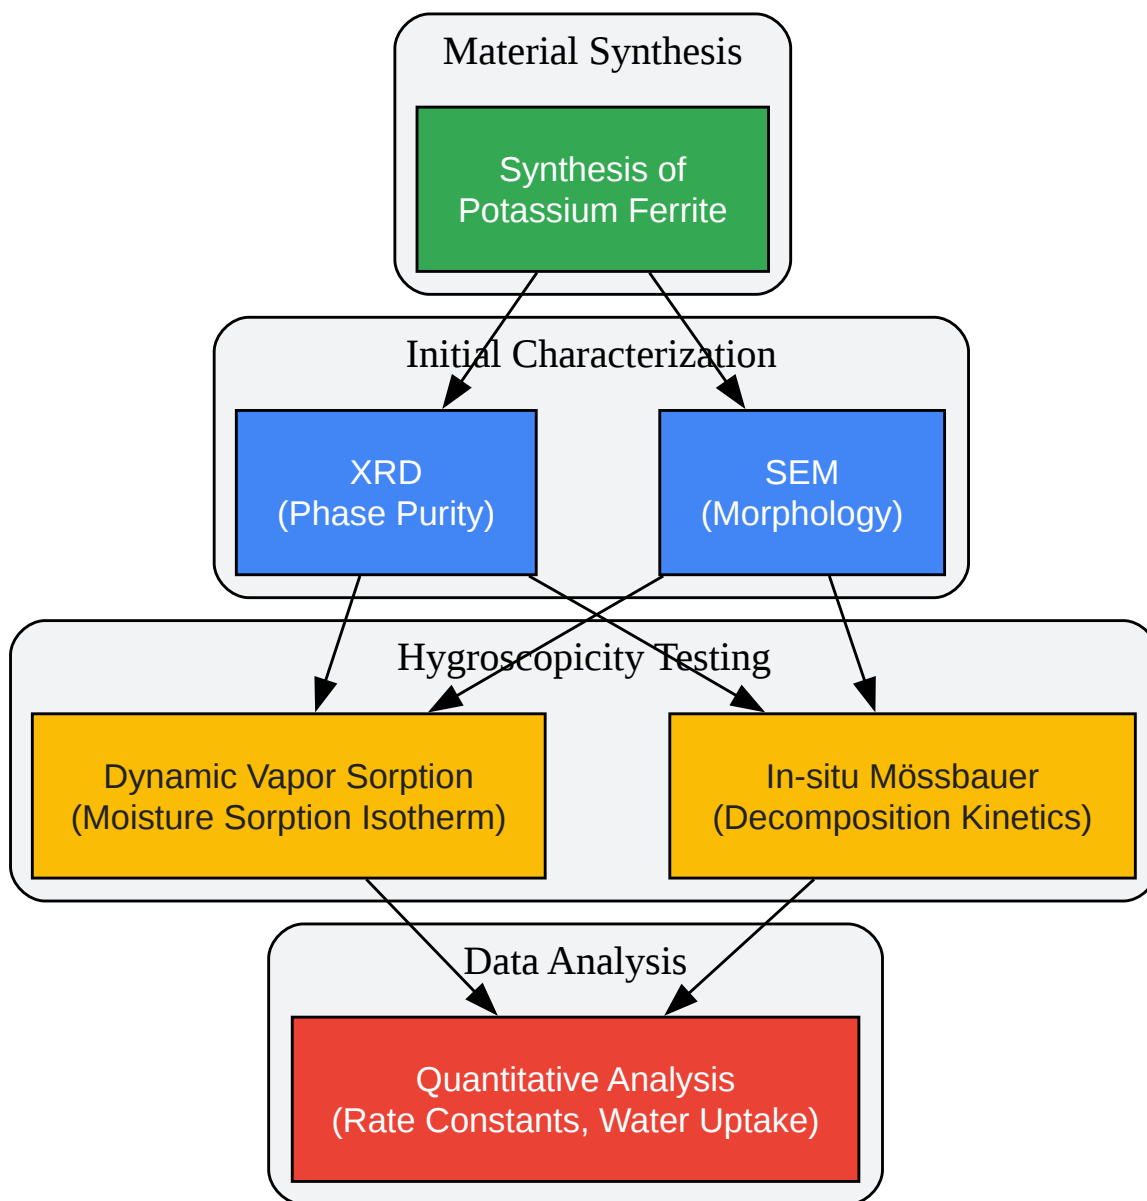 Material Synthesis
Synthesis of
Potassium Ferrite
Initial Characterization
XRD
(Phase Purity)
SEM
(Morphology)
Hygroscopicity Testing
Dynamic Vapor Sorption
(Moisture Sorption Isotherm)
In-situ Mössbauer
(Decomposition Kinetics)
Data Analysis
Quantitative Analysis
(Rate Constants, Water Uptake)